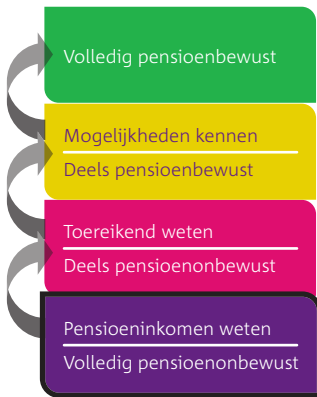 Volledig pensioenbewust
Mogelijkheden kennen
Deels pensioenbewust
Toereikend weten
Deels pensioenonbewust
Pensioeninkomen weten
Volledig pensioenonbewust